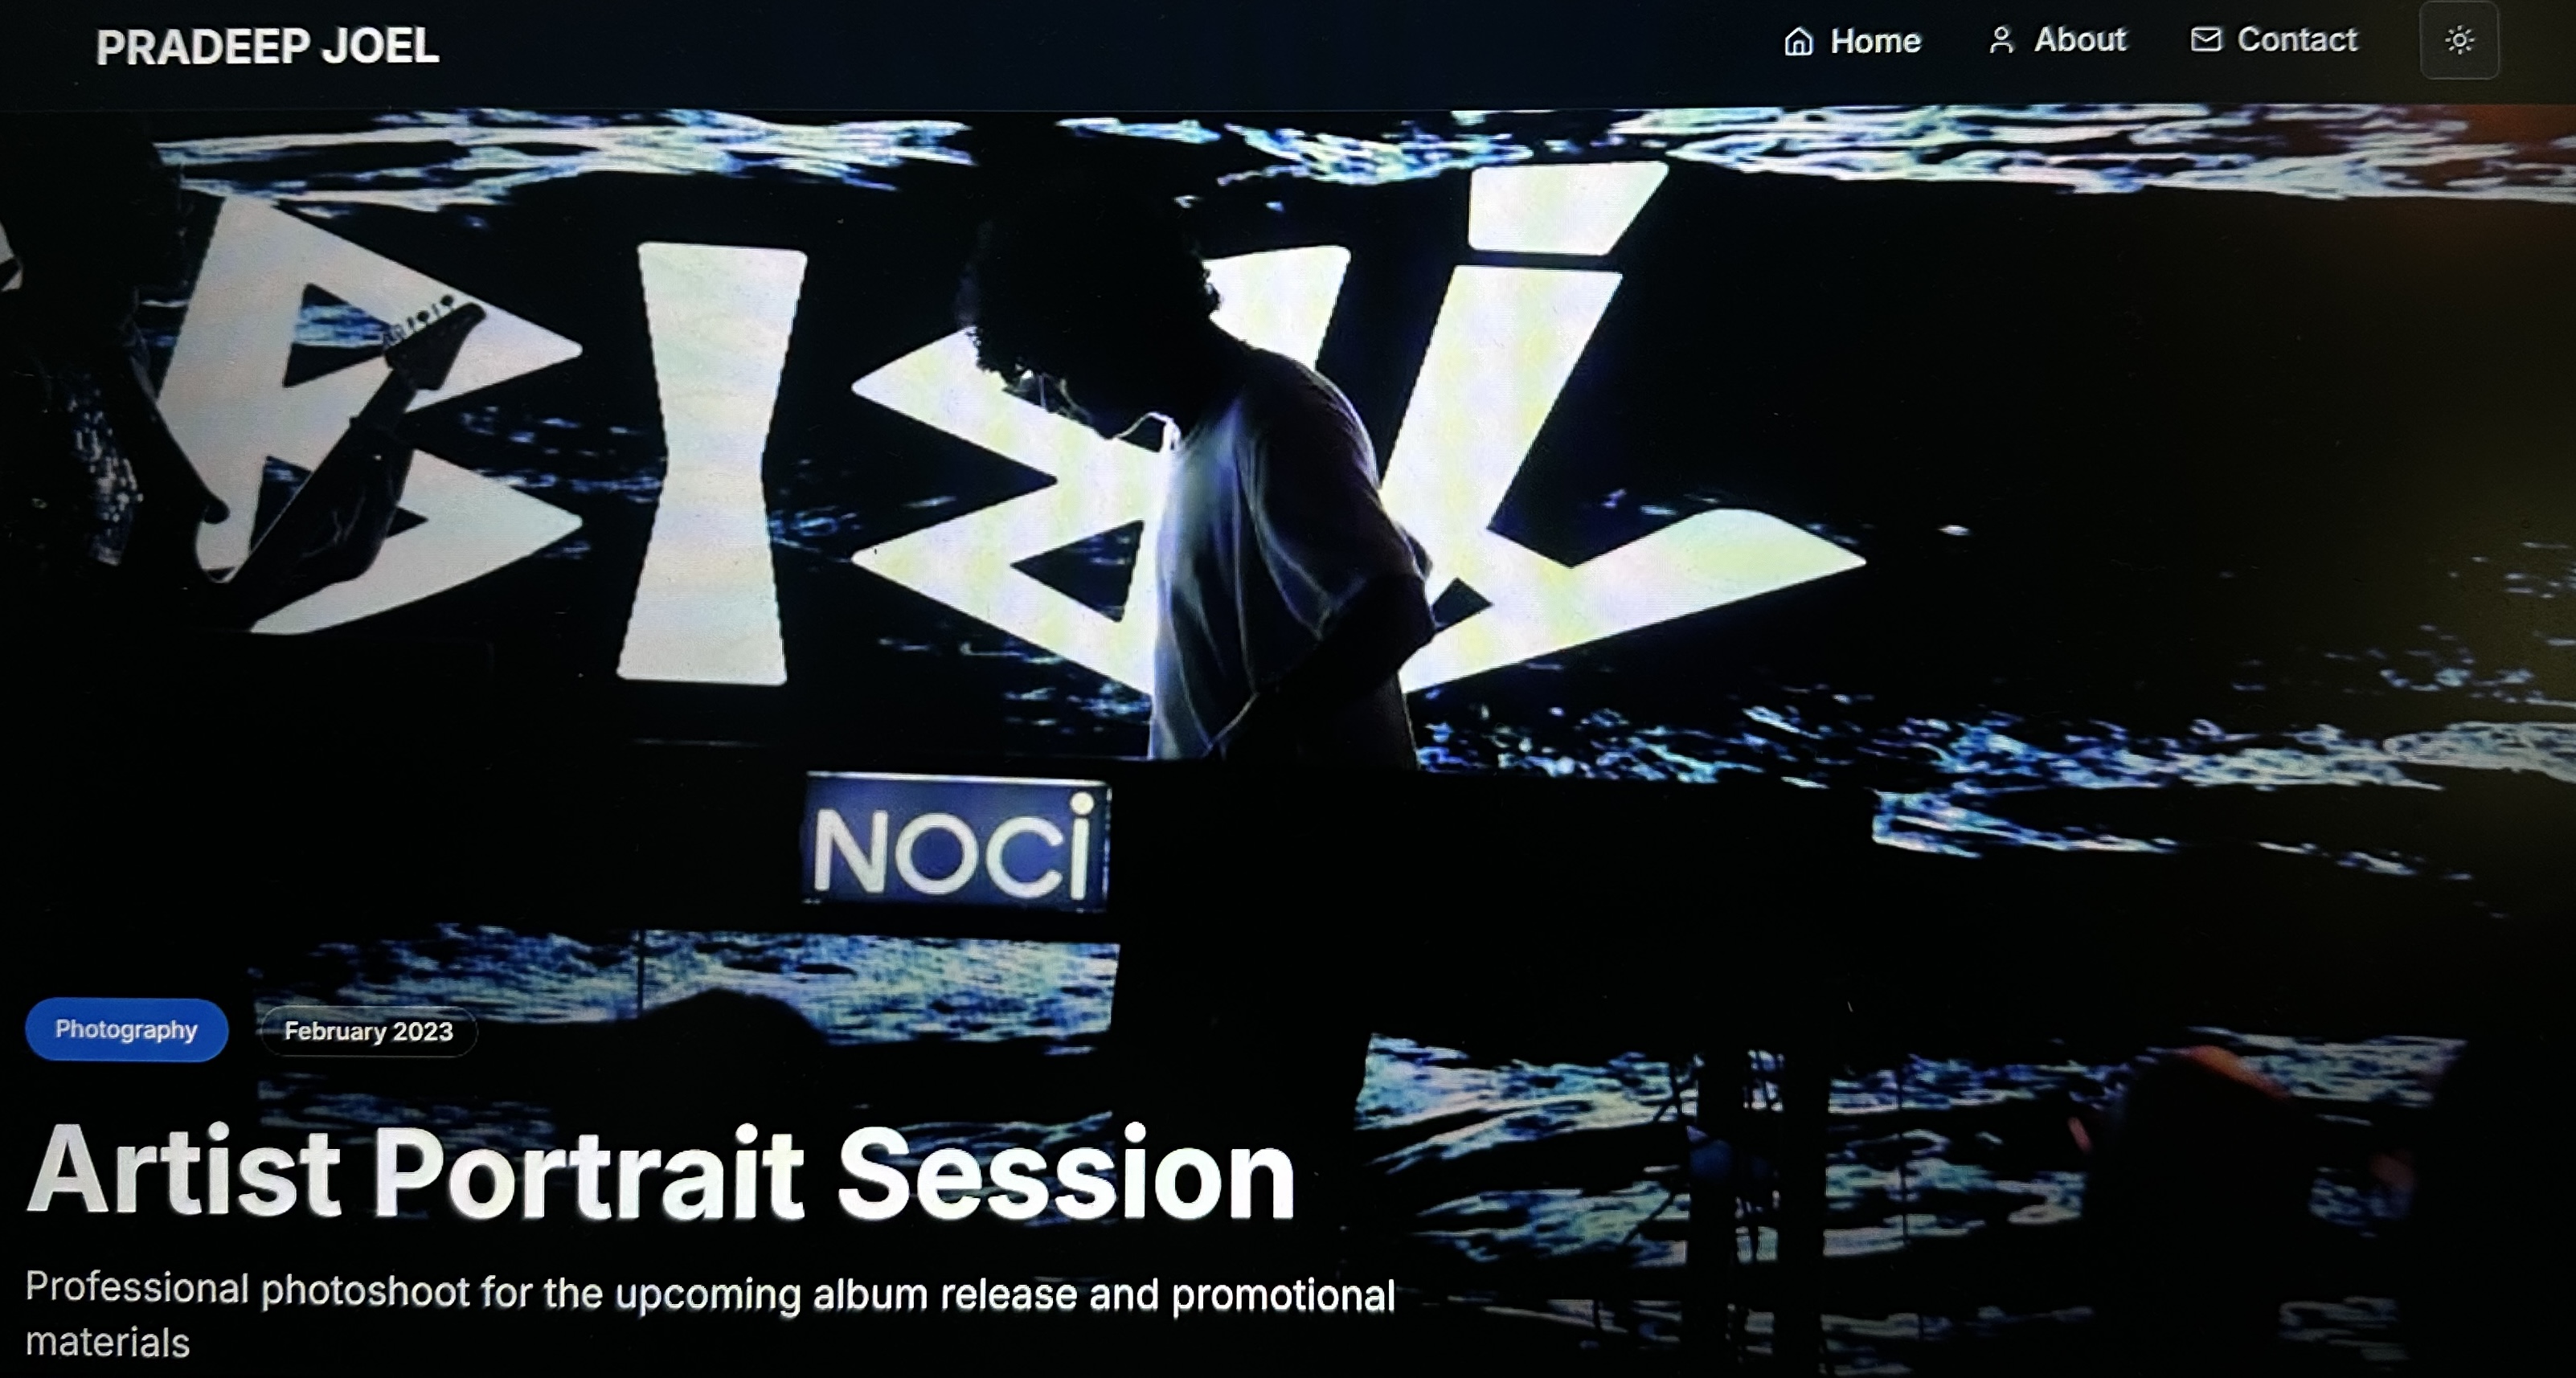 PRADEEP JOEL
Home
About
Contact
NOCi
Photography
February 2023
Artist Portrait Session
Professional photoshoot for the upcoming album release and promotional
materials